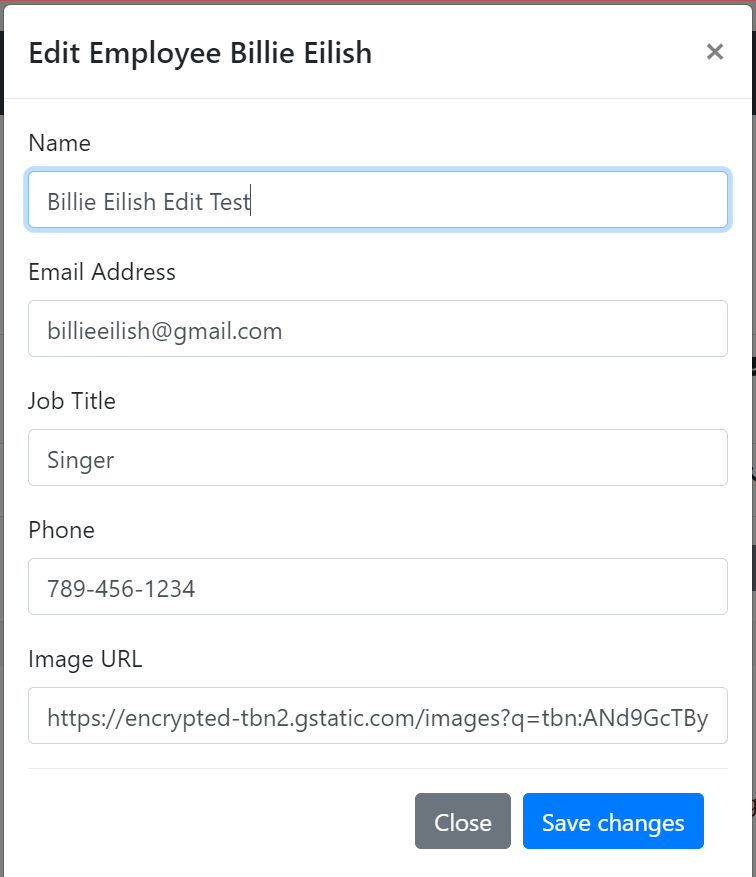 Edit Employee Billie Eilish ×
Name
Billie Eilish Edit Test
Email Address
billieeilish@gmail.com
Job Title
Singer
Phone
789-456-1234
Image URL
https://encrypted-tbn2.gstatic.com/images?q=tbn:ANd9GcTBy
Close Save changes